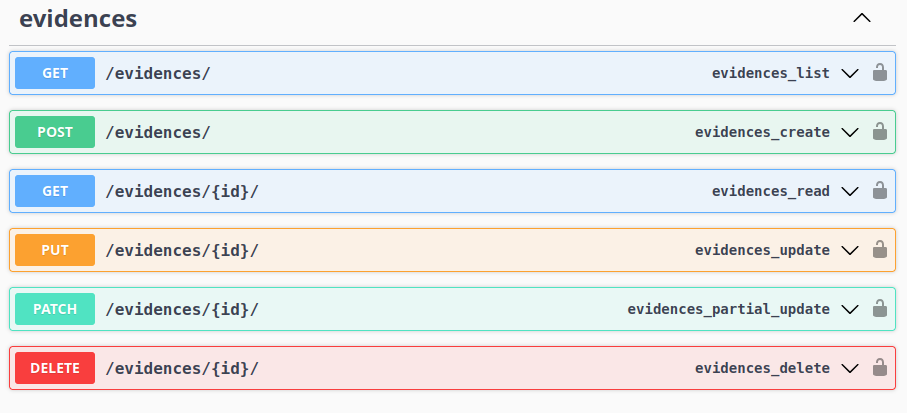 evidences
GET /evidences/ evidences_list
POST /evidences/ evidences_create
GET /evidences/{id}/ evidences_read
PUT /evidences/{id}/ evidences_update
PATCH /evidences/{id}/ evidences_partial_update
DELETE /evidences/{id}/ evidences_delete